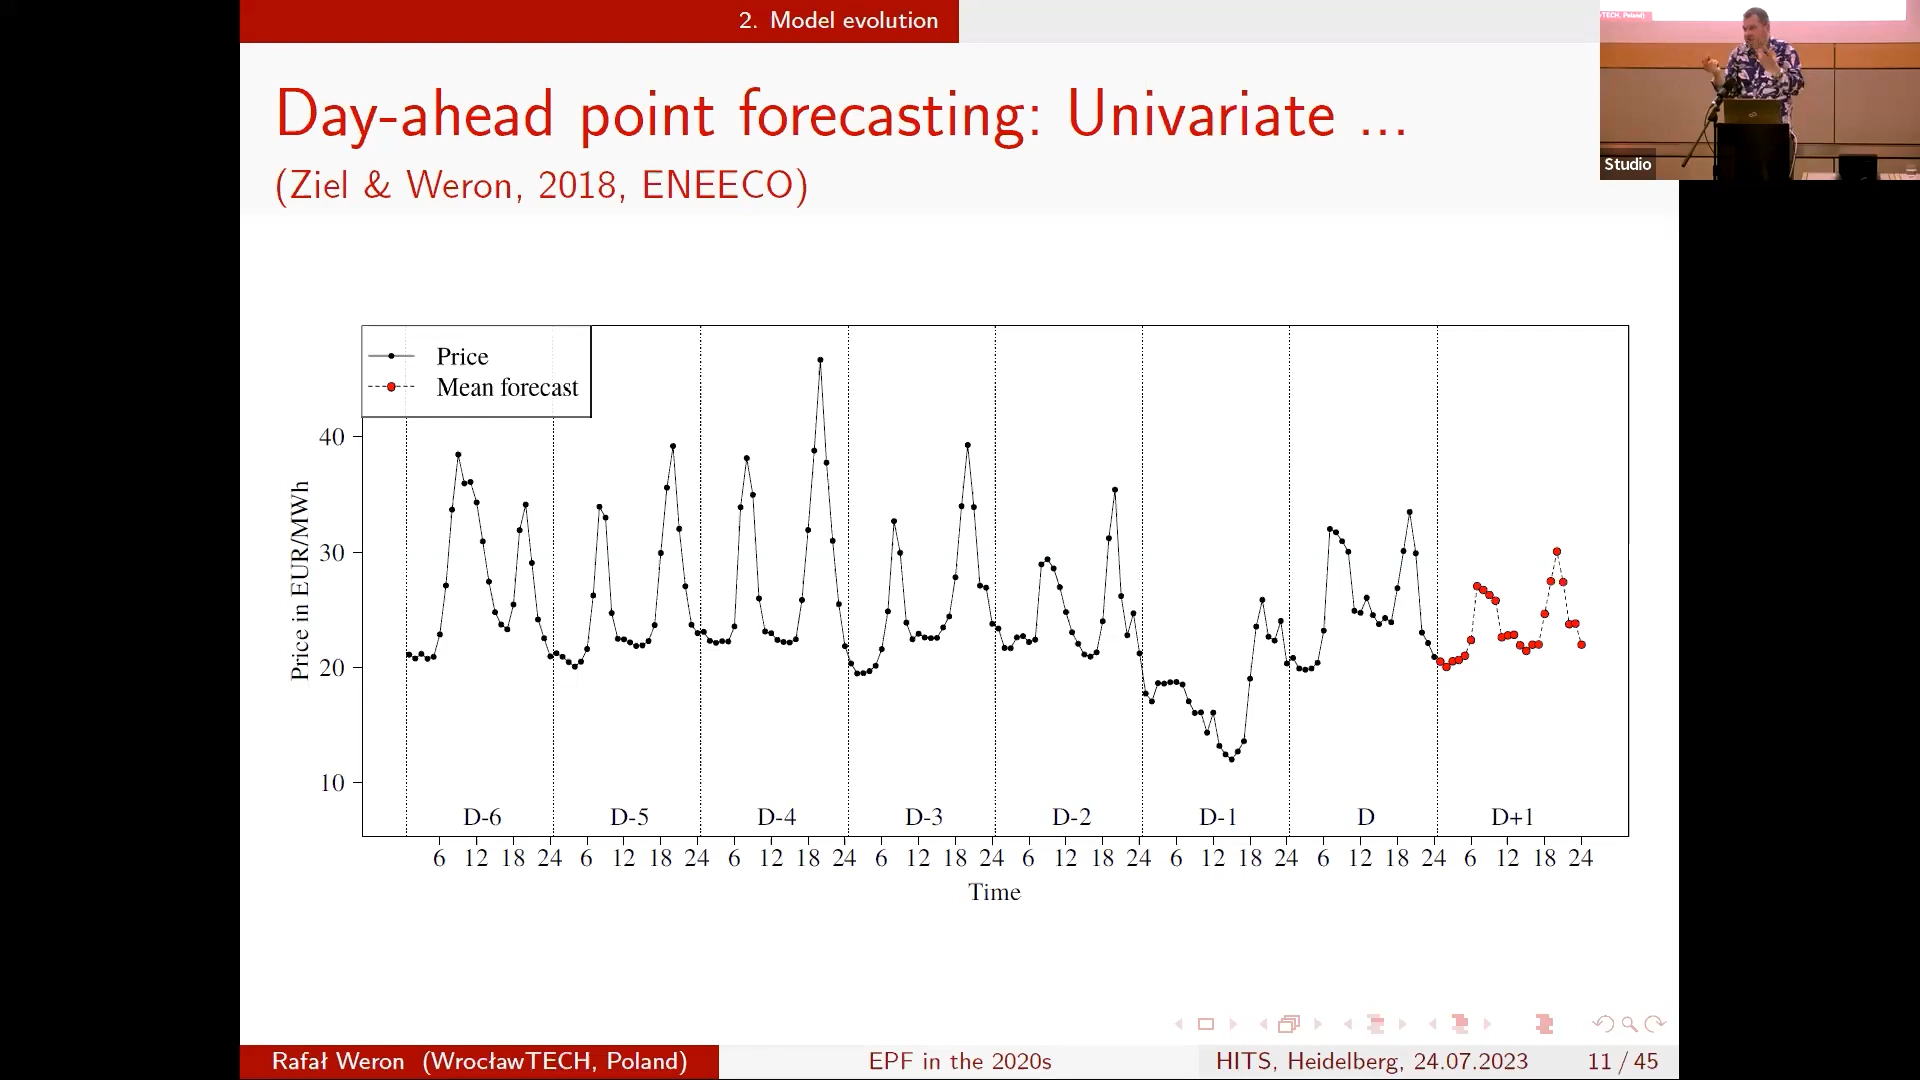 2. Model evolution
TECH, Poland)
Day-ahead point forecasting: Univariate ...
(Ziel & Weron, 2018, ENEECO)
Studio
Price
Mean forecast
Price in EUR/MWh
40
30
20
10
D-6 D-5 D-4 D-3 D-2 D-1 D D+1
6 12 18 24 6 12 18 24 6 12 18 24 6 12 18 24 6 12 18 24 6 12 18 24 6 12 18 24 6 12 18 24
Time
Rafał Weron (WrocławTECH, Poland) EPF in the 2020s HITS, Heidelberg, 24.07.2023 11 / 45